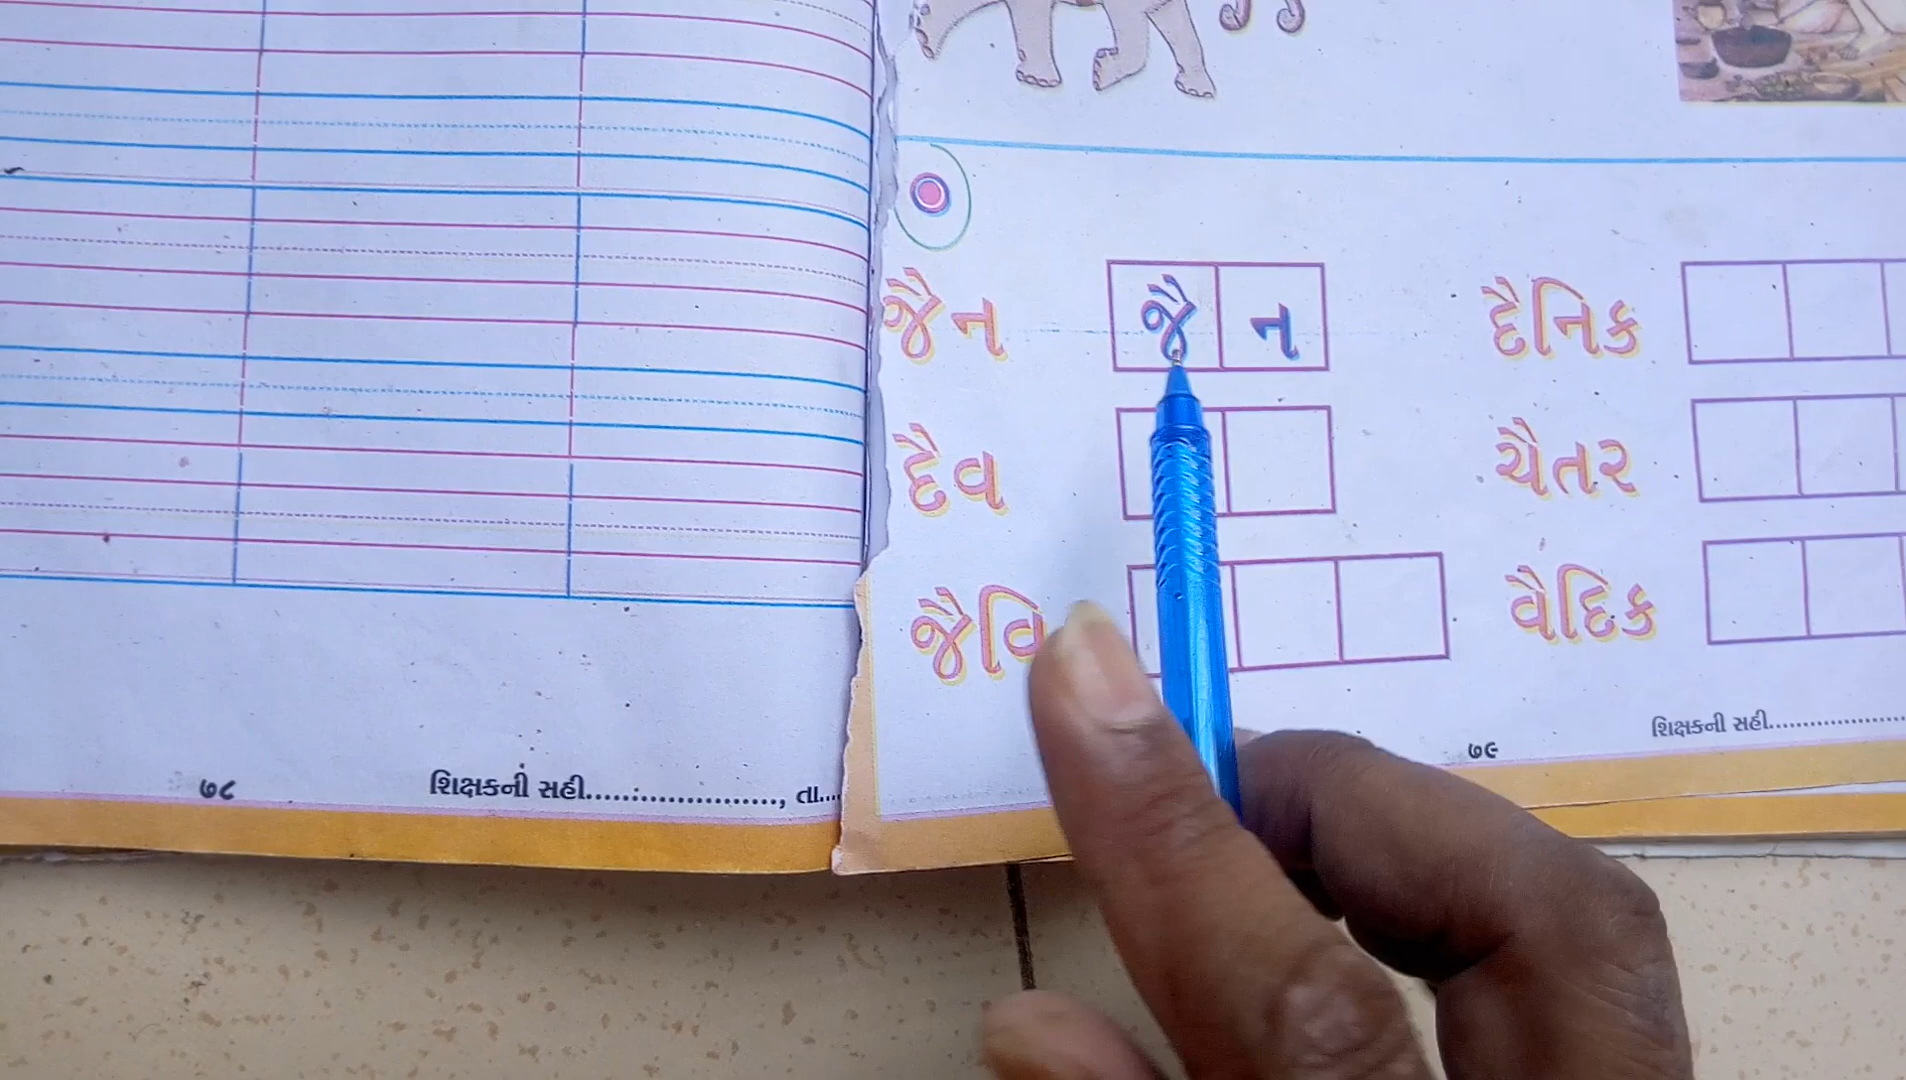 જૈન જૈ ન દૈનિક
દૈવ ચૈતર
જૈવિ વૈદિક
શિક્ષકની સહી....................
૭૯
૭૮ શિક્ષકની સહી......................, તા....